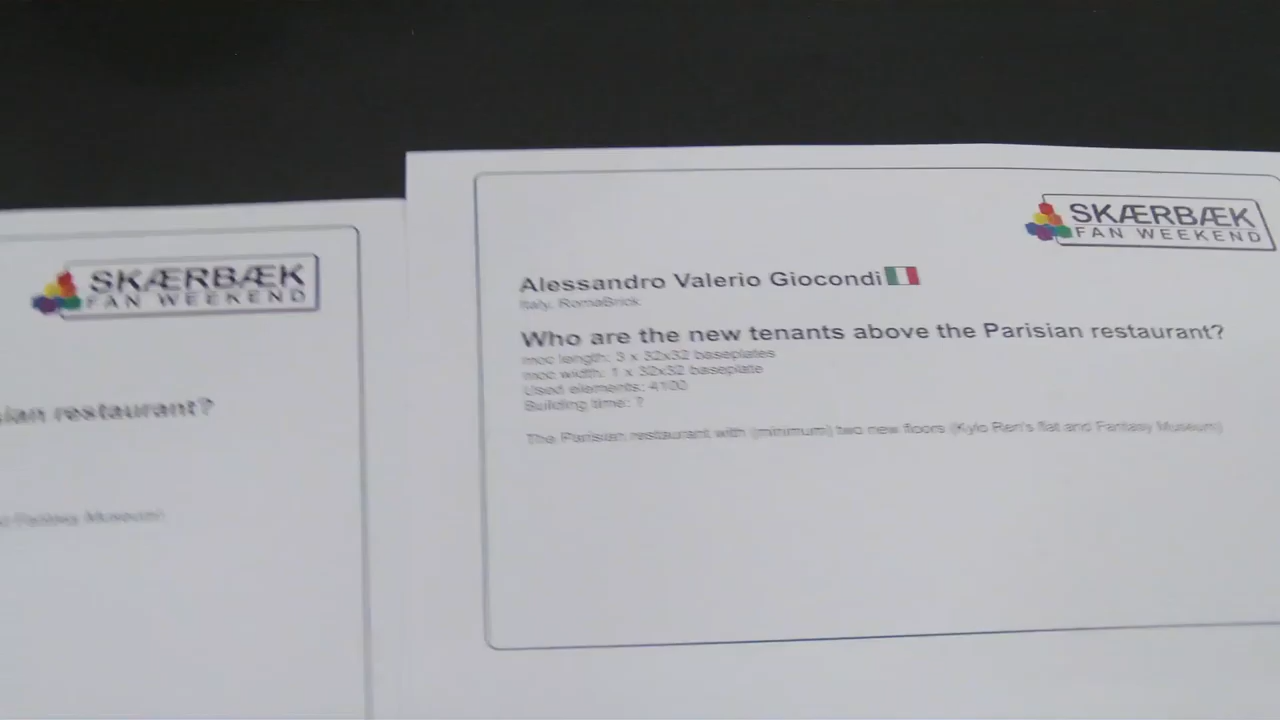 SKÆRBÆK
FAN WEEKEND
sian restaurant?
Fantasy Museum)
SKÆRBÆK
FAN WEEKEND
Alessandro Valerio Giocondi
Italy, RomaBrick
Who are the new tenants above the Parisian restaurant?
moc length: 3 x 32x32 baseplates
moc width: 1 x 32x32 baseplate
Used elements: 4100
Building time: ?
The Parisian restaurant with (minimum) two new floors (Kylo Ren's flat and Fantasy Museum)